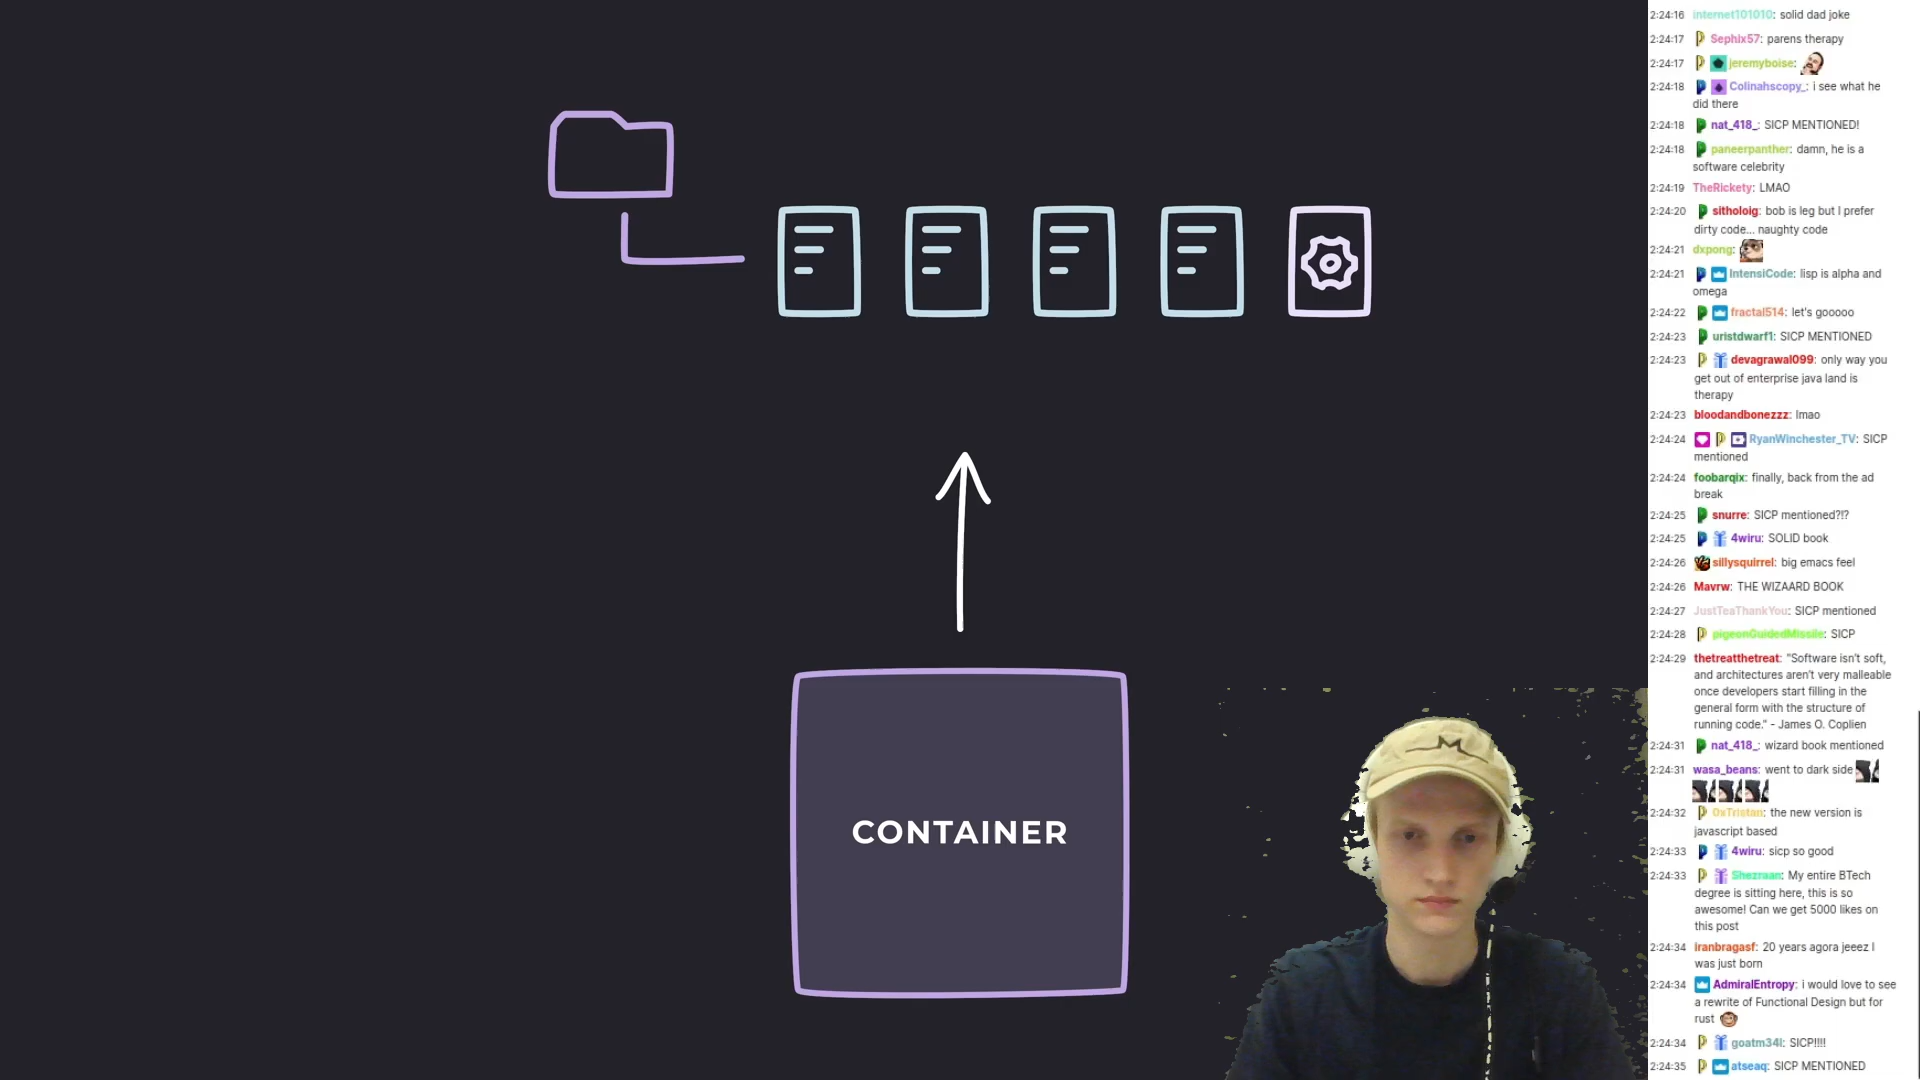 CONTAINER
2:24:16 internet101010: solid dad joke
2:24:17 Sephix57: parens therapy
2:24:17 jeremyboise:
2:24:18 Colinahscopy_: i see what he
did there
2:24:18 nat_418_: SICP MENTIONED!
2:24:18 paneerpanther: damn, he is a
software celebrity
2:24:19 TheRickety: LMAO
2:24:20 sitholoig: bob is leg but I prefer
dirty code... naughty code
2:24:21 dxpong:
2:24:21 IntensiCode: lisp is alpha and
omega
2:24:22 fractal514: let's gooooo
2:24:23 uristdwarf1: SICP MENTIONED
2:24:23 devagrawal099: only way you
get out of enterprise java land is
therapy
2:24:23 bloodandbonezzz: lmao
2:24:24 RyanWinchester_TV: SICP
mentioned
2:24:24 foobarqix: finally, back from the ad
break
2:24:25 snurre: SICP mentioned?!?
2:24:25 4wiru: SOLID book
2:24:26 sillysquirrel: big emacs feel
2:24:26 Mavrw: THE WIZAARD BOOK
2:24:27 JustTeaThankYou: SICP mentioned
2:24:28 pigeonGuidedMissile: SICP
2:24:29 thetreatthetreat: "Software isn't soft,
and architectures aren't very malleable
once developers start filling in the
general form with the structure of
running code." - James O. Coplien
2:24:31 nat_418_: wizard book mentioned
2:24:31 wasa_beans: went to dark side
2:24:32 0xTristan: the new version is
javascript based
2:24:33 4wiru: sicp so good
2:24:33 Shezraan: My entire BTech
degree is sitting here, this is so
awesome! Can we get 5000 likes on
this post
2:24:34 iranbragasf: 20 years agora jeeez I
was just born
2:24:34 AdmiralEntropy: i would love to see
a rewrite of Functional Design but for
rust
2:24:34 goatm34l: SICP!!!!
2:24:35 atseaq: SICP MENTIONED